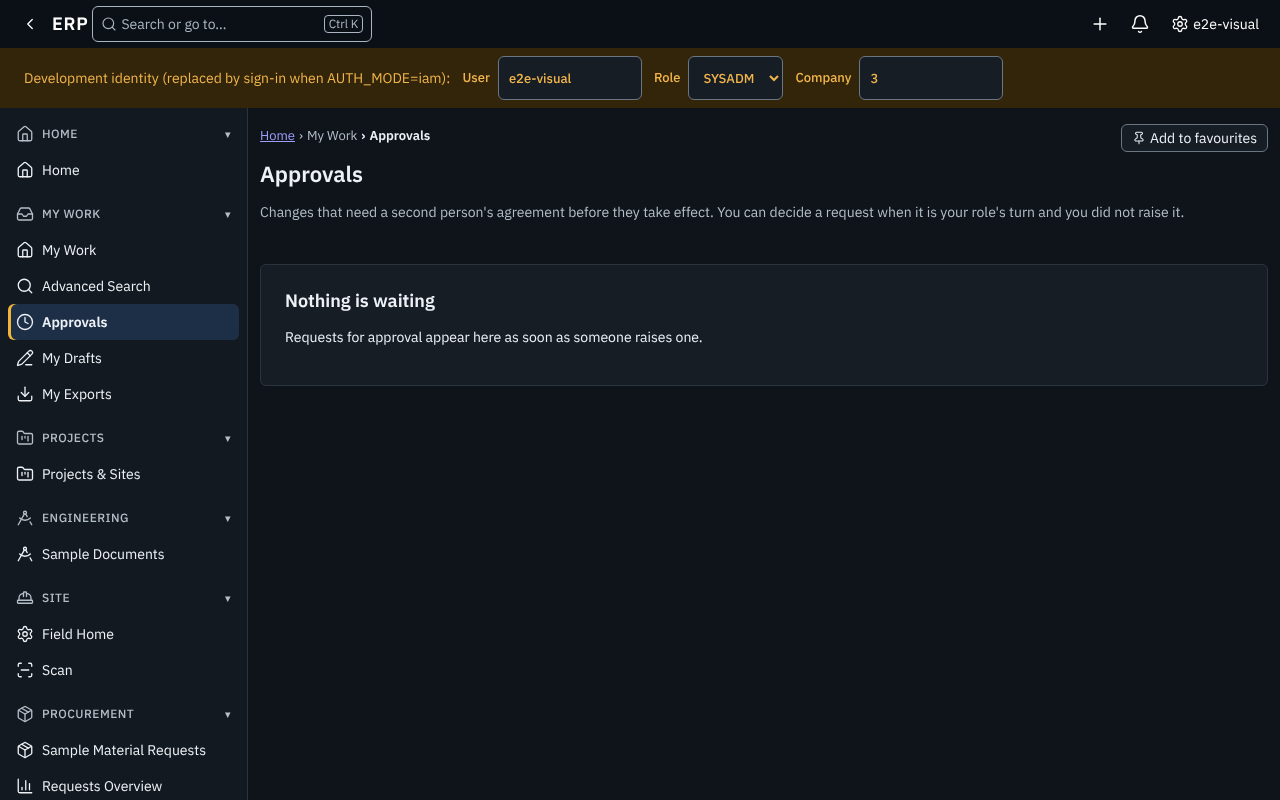 ERP Search or go to... Ctrl K e2e-visual
Development identity (replaced by sign-in when AUTH_MODE=iam): User e2e-visual Role SYSADM Company 3
HOME
Home
MY WORK
My Work
Advanced Search
Approvals
My Drafts
My Exports
PROJECTS
Projects & Sites
ENGINEERING
Sample Documents
SITE
Field Home
Scan
PROCUREMENT
Sample Material Requests
Requests Overview
Home › My Work › Approvals
Add to favourites
Approvals
Changes that need a second person's agreement before they take effect. You can decide a request when it is your role's turn and you did not raise it.
Nothing is waiting
Requests for approval appear here as soon as someone raises one.